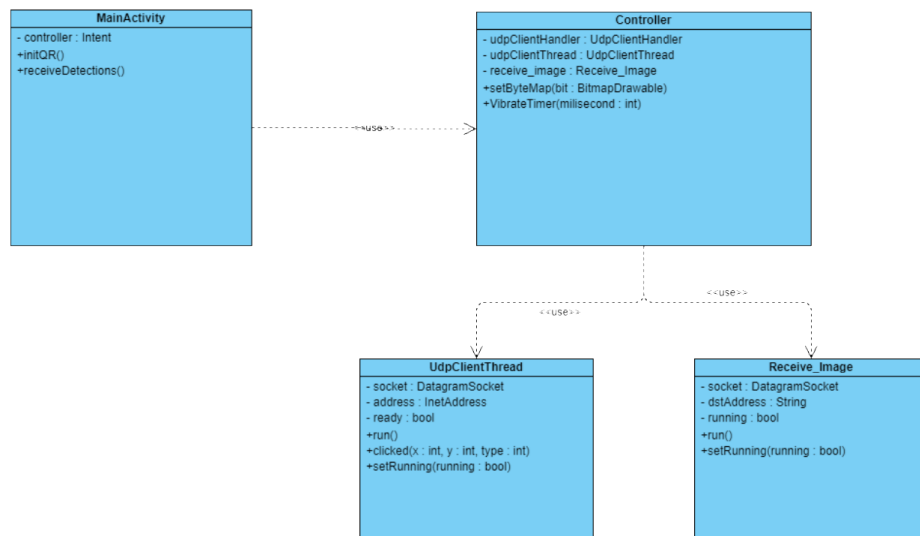 MainActivity
- controller : Intent
+initQR()
+receiveDetections()
Controller
- udpClientHandler : UdpClientHandler
- udpClientThread : UdpClientThread
- receive_image : Receive_Image
+setByteMap(bit : BitmapDrawable)
+VibrateTimer(milisecond : int)
<<use>>
<<use>>
<<use>>
UdpClientThread
- socket : DatagramSocket
- address : InetAddress
- ready : bool
+run()
+clicked(x : int, y : int, type : int)
+setRunning(running : bool)
Receive_Image
- socket : DatagramSocket
- dstAddress : String
- running : bool
+run()
+setRunning(running : bool)